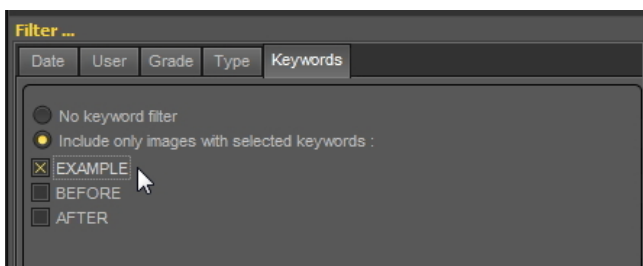 Filter ...
Date User Grade Type Keywords
No keyword filter
Include only images with selected keywords :
EXAMPLE
BEFORE
AFTER